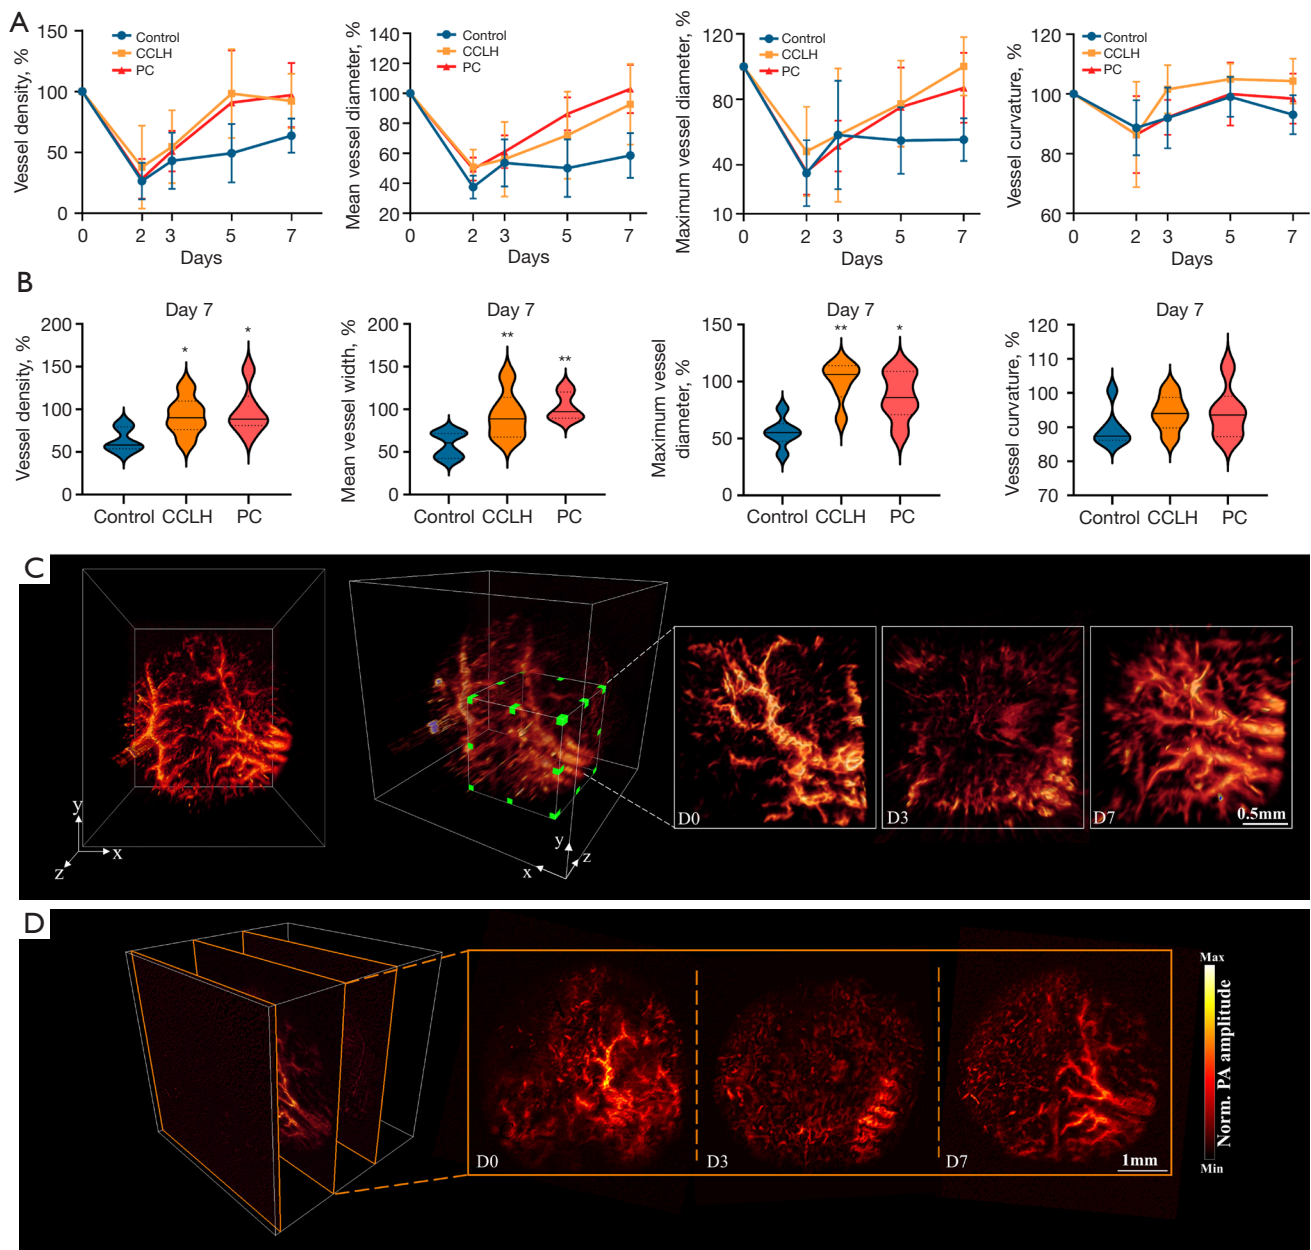 A
Vessel density, %
150
100
50
0
Control
CCLH
PC
0 2 3 5 7
Days
Mean vessel diameter, %
140
120
100
80
60
40
20
Control
CCLH
PC
0 2 3 5 7
Days
Maximum vessel diameter, %
120
80
40
10
Control
CCLH
PC
0 2 3 5 7
Days
Vessel curvature, %
120
100
80
60
Control
CCLH
PC
0 2 3 5 7
Days
B
Day 7
Vessel density, %
200
150
100
50
0
*
*
Control CCLH PC
Day 7
Mean vessel width, %
200
150
100
50
0
**
**
Control CCLH PC
Day 7
Maximum vessel
diameter, %
150
100
50
0
**
*
Control CCLH PC
Day 7
Vessel curvature, %
120
110
100
90
80
70
Control CCLH PC
C
y
x
z
y
z
x
D0
D3
D7
0.5mm
D
D0
D3
D7
1mm
Max
Norm. PA amplitude
Min